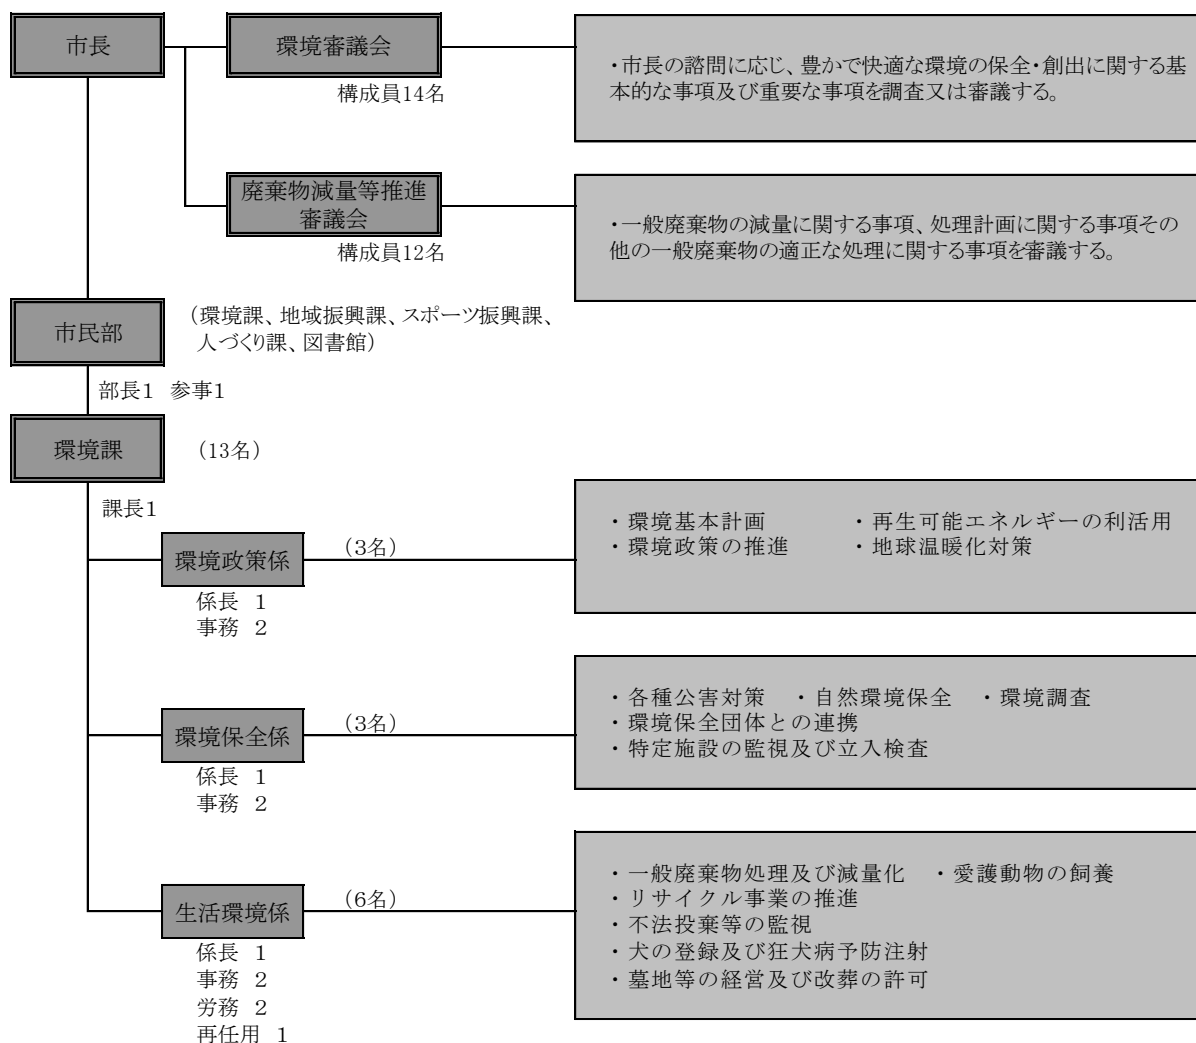 市長
環境審議会
構成員14名
・市長の諮問に応じ、豊かで快適な環境の保全・創出に関する基
本的な事項及び重要な事項を調査又は審議する。
廃棄物減量等推進
審議会
構成員12名
・一般廃棄物の減量に関する事項、処理計画に関する事項その
他の一般廃棄物の適正な処理に関する事項を審議する。
市民部
（環境課、地域振興課、スポーツ振興課、
人づくり課、図書館）
部長1 参事1
環境課
（13名）
課長1
環境政策係
（3名）
係長 1
事務 2
・環境基本計画 ・再生可能エネルギーの利活用
・環境政策の推進 ・地球温暖化対策
環境保全係
（3名）
係長 1
事務 2
・各種公害対策 ・自然環境保全 ・環境調査
・環境保全団体との連携
・特定施設の監視及び立入検査
生活環境係
（6名）
係長 1
事務 2
労務 2
再任用 1
・一般廃棄物処理及び減量化 ・愛護動物の飼養
・リサイクル事業の推進
・不法投棄等の監視
・犬の登録及び狂犬病予防注射
・墓地等の経営及び改葬の許可